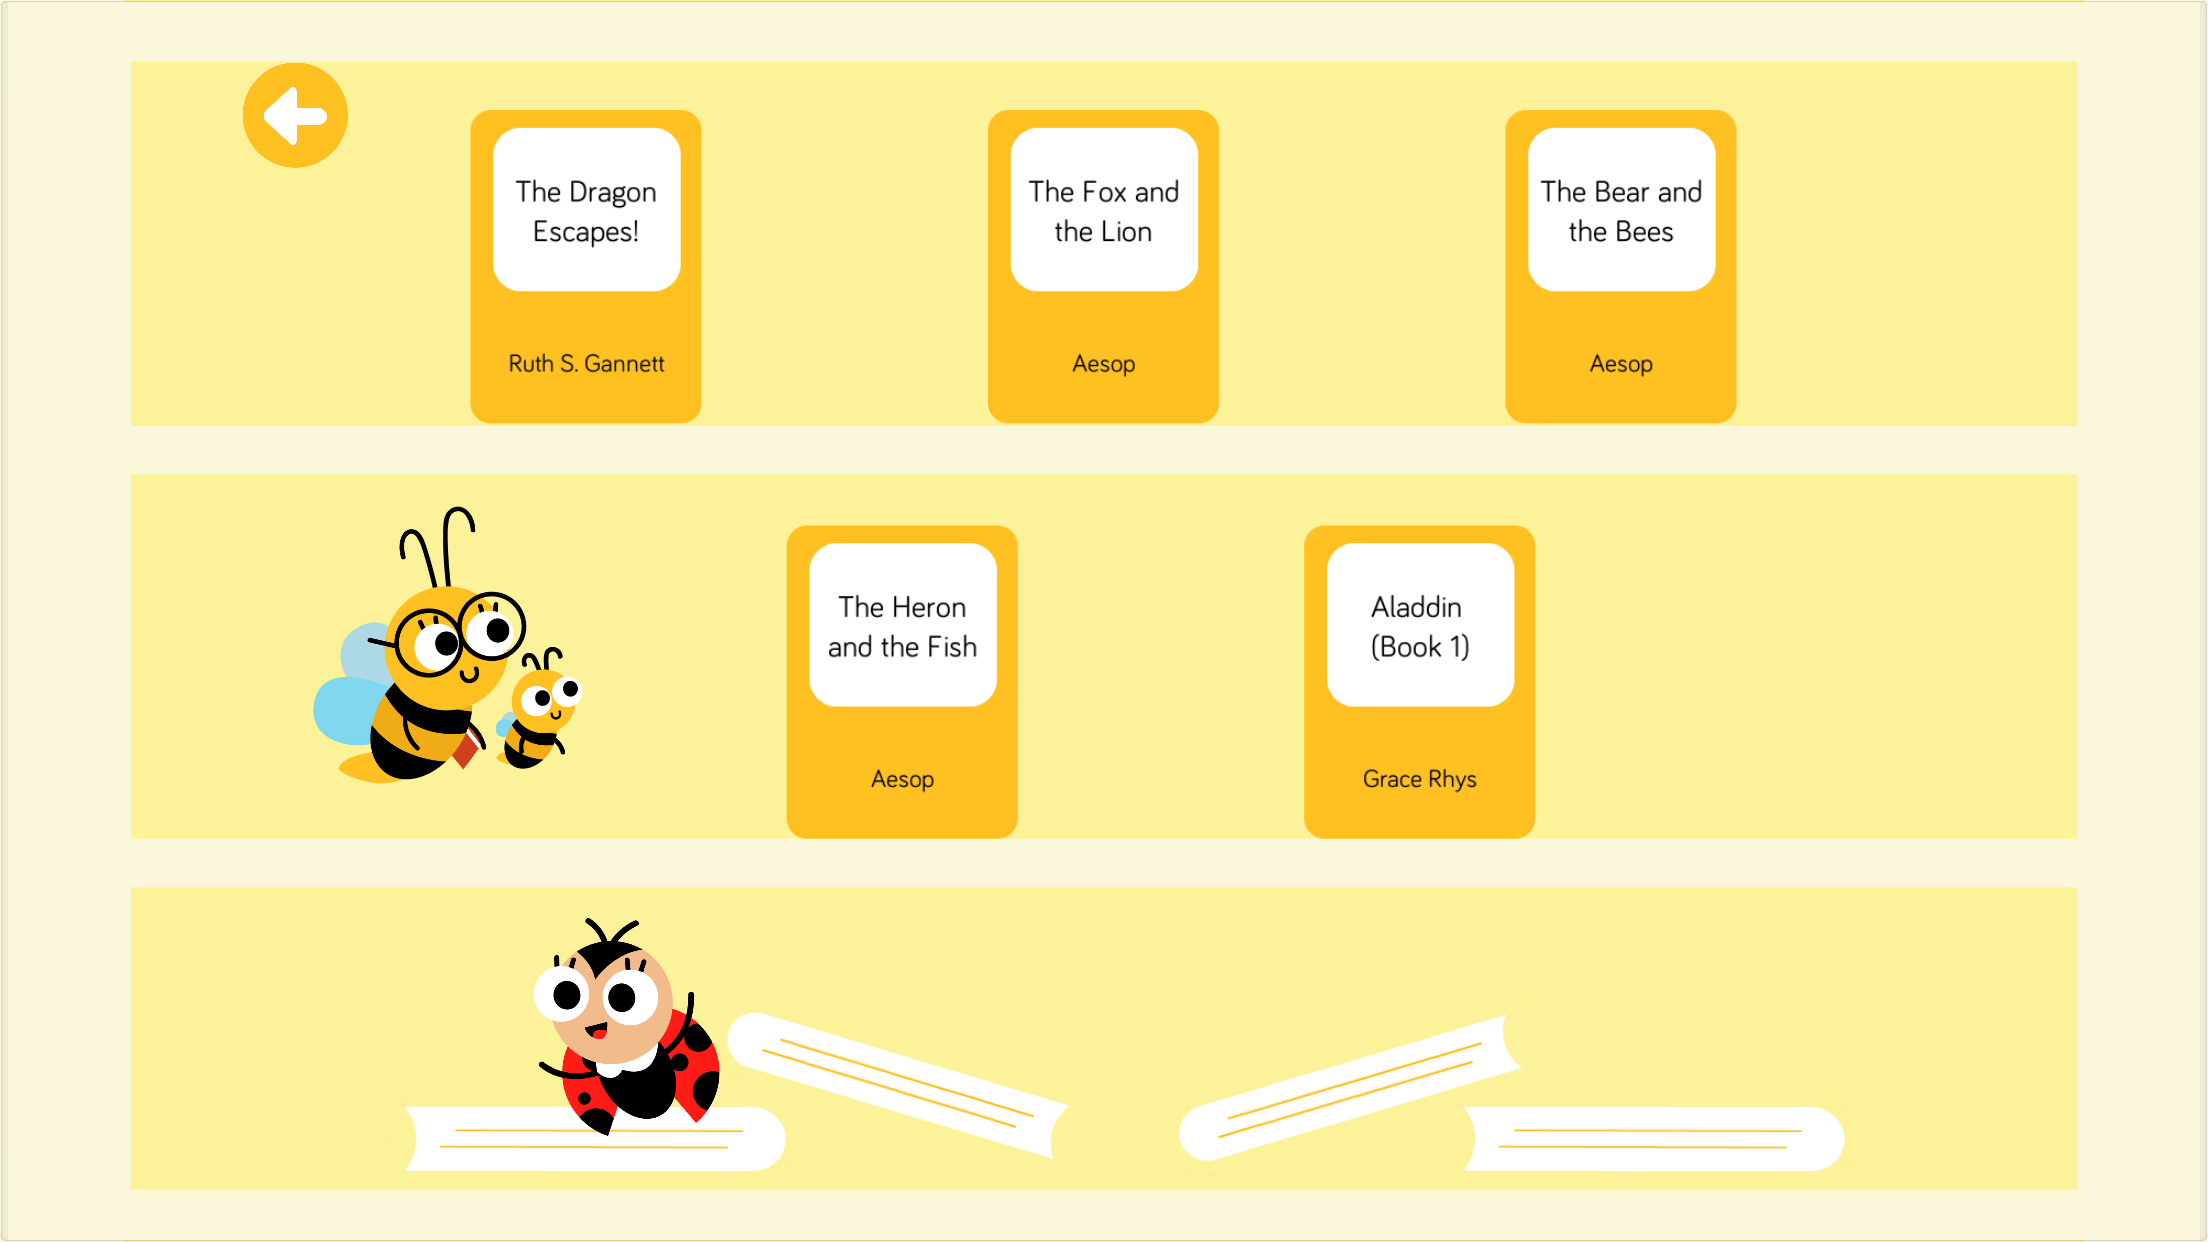 The Dragon
Escapes!
Ruth S. Gannett
The Fox and
the Lion
Aesop
The Bear and
the Bees
Aesop
The Heron
and the Fish
Aesop
Aladdin
(Book 1)
Grace Rhys